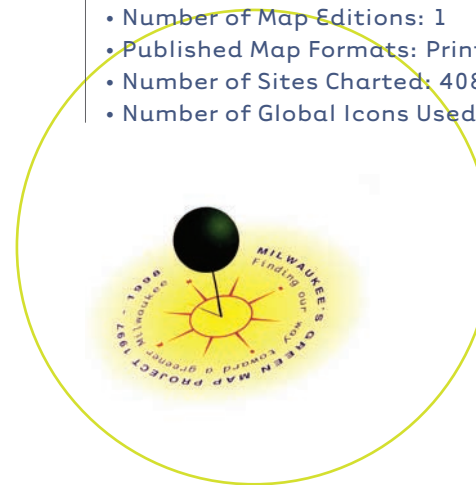 • Number of Map Editions: 1
• Published Map Formats: Print
• Number of Sites Charted: 408
• Number of Global Icons Used
MILWAUKEE'S GREEN MAP PROJECT 1997 - 1998
Finding our way toward a greener Milwaukee